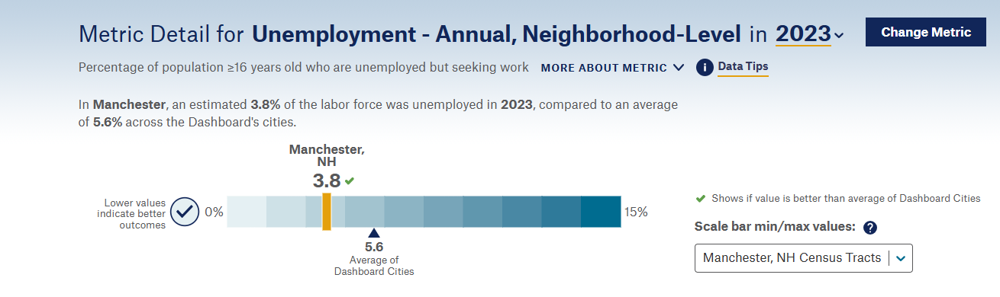 Metric Detail for Unemployment - Annual, Neighborhood-Level in 2023
Change Metric
Percentage of population ≥16 years old who are unemployed but seeking work MORE ABOUT METRIC i Data Tips
In Manchester, an estimated 3.8% of the labor force was unemployed in 2023, compared to an average
of 5.6% across the Dashboard's cities.
Manchester,
NH
3.8
Lower values
indicate better
outcomes
0%
15%
5.6
Average of
Dashboard Cities
Shows if value is better than average of Dashboard Cities
Scale bar min/max values: ?
Manchester, NH Census Tracts